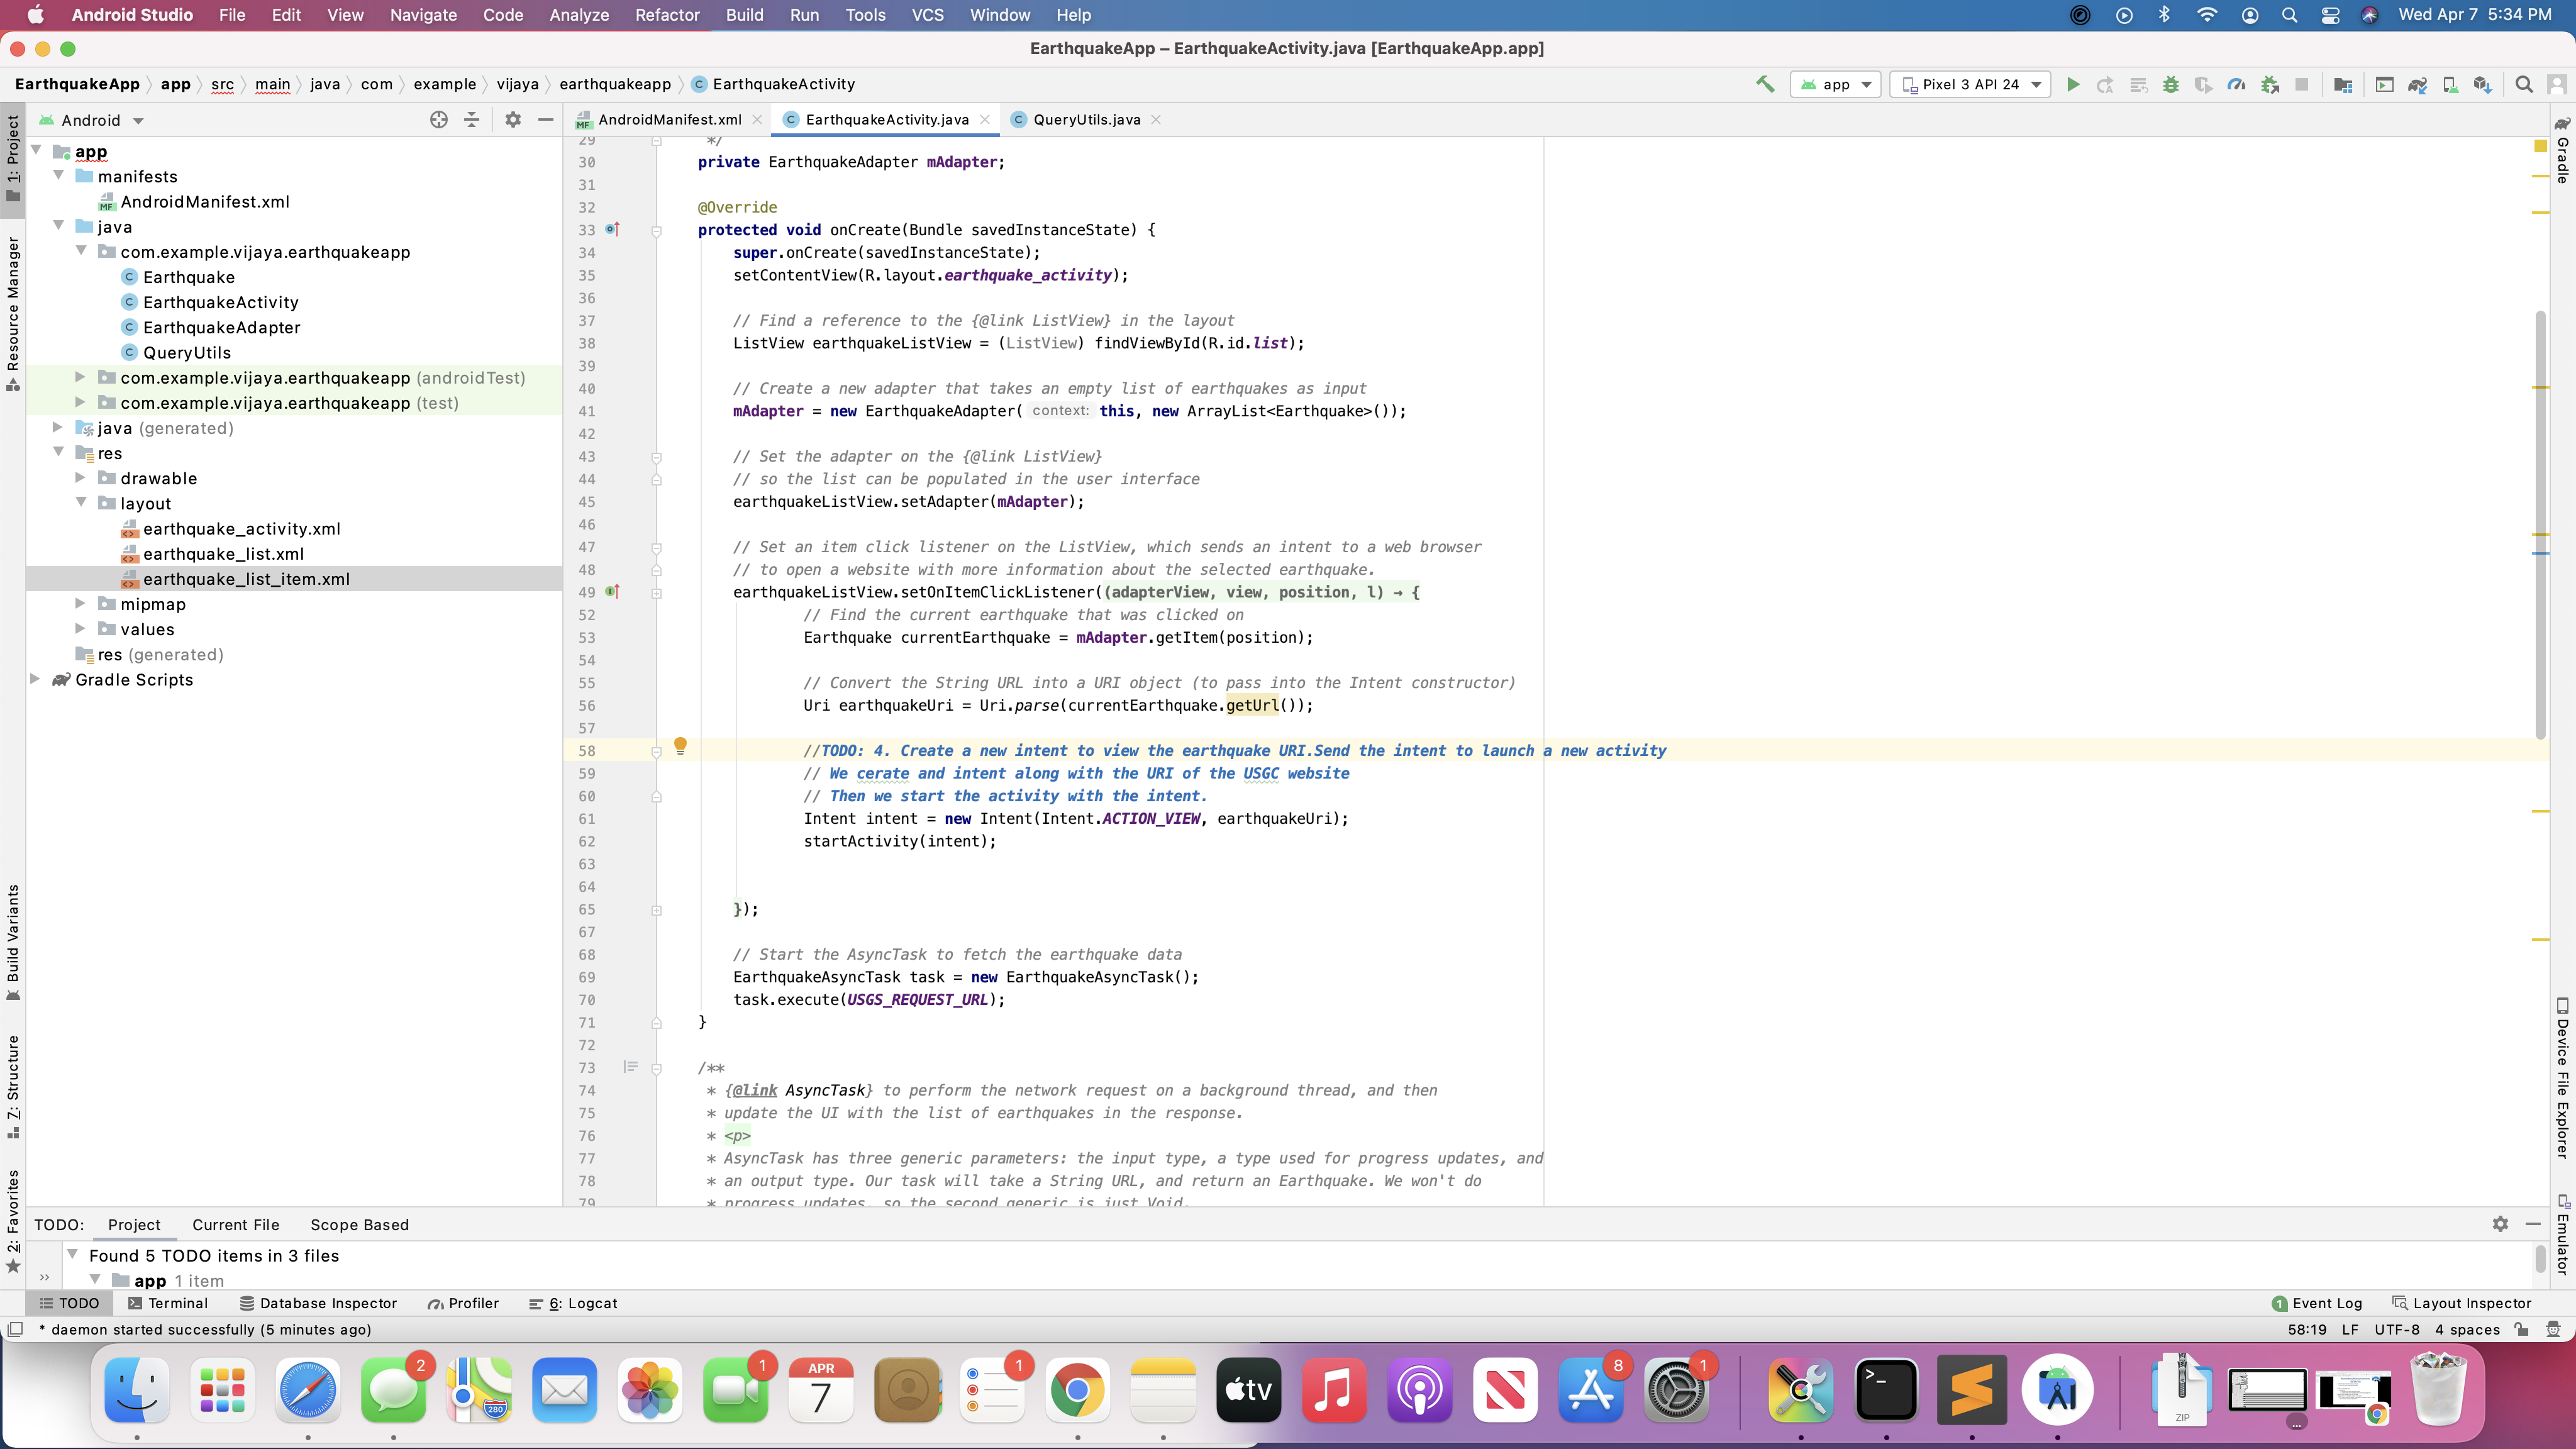 Android Studio File Edit View Navigate Code Analyze Refactor Build Run Tools VCS Window Help Wed Apr 7 5:34 PM
EarthquakeApp – EarthquakeActivity.java [EarthquakeApp.app]
EarthquakeApp app src main java com example vijaya earthquakeapp EarthquakeActivity app Pixel 3 API 24
Android
AndroidManifest.xml EarthquakeActivity.java QueryUtils.java
1: Project
Resource Manager
Build Variants
7: Structure
2: Favorites
app
manifests
AndroidManifest.xml
java
com.example.vijaya.earthquakeapp
Earthquake
EarthquakeActivity
EarthquakeAdapter
QueryUtils
com.example.vijaya.earthquakeapp (androidTest)
com.example.vijaya.earthquakeapp (test)
java (generated)
res
drawable
layout
earthquake_activity.xml
earthquake_list.xml
earthquake_list_item.xml
mipmap
values
res (generated)
Gradle Scripts
29 */
30 private EarthquakeAdapter mAdapter;
31
32 @Override
33 protected void onCreate(Bundle savedInstanceState) {
34 super.onCreate(savedInstanceState);
35 setContentView(R.layout.earthquake_activity);
36
37 // Find a reference to the {@link ListView} in the layout
38 ListView earthquakeListView = (ListView) findViewById(R.id.list);
39
40 // Create a new adapter that takes an empty list of earthquakes as input
41 mAdapter = new EarthquakeAdapter( context: this, new ArrayList<Earthquake>());
42
43 // Set the adapter on the {@link ListView}
44 // so the list can be populated in the user interface
45 earthquakeListView.setAdapter(mAdapter);
46
47 // Set an item click listener on the ListView, which sends an intent to a web browser
48 // to open a website with more information about the selected earthquake.
49 earthquakeListView.setOnItemClickListener((adapterView, view, position, l) → {
52 // Find the current earthquake that was clicked on
53 Earthquake currentEarthquake = mAdapter.getItem(position);
54
55 // Convert the String URL into a URI object (to pass into the Intent constructor)
56 Uri earthquakeUri = Uri.parse(currentEarthquake.getUrl());
57
58 //TODO: 4. Create a new intent to view the earthquake URI.Send the intent to launch a new activity
59 // We cerate and intent along with the URI of the USGC website
60 // Then we start the activity with the intent.
61 Intent intent = new Intent(Intent.ACTION_VIEW, earthquakeUri);
62 startActivity(intent);
63
64
65 });
67
68 // Start the AsyncTask to fetch the earthquake data
69 EarthquakeAsyncTask task = new EarthquakeAsyncTask();
70 task.execute(USGS_REQUEST_URL);
71 }
72
73 /**
74 * {@link AsyncTask} to perform the network request on a background thread, and then
75 * update the UI with the list of earthquakes in the response.
76 * <p>
77 * AsyncTask has three generic parameters: the input type, a type used for progress updates, and
78 * an output type. Our task will take a String URL, and return an Earthquake. We won't do
79 * progress updates, so the second generic is just Void.
Gradle
Device File Explorer
Emulator
TODO: Project Current File Scope Based
Found 5 TODO items in 3 files
app 1 item
TODO Terminal Database Inspector Profiler 6: Logcat 1 Event Log Layout Inspector
* daemon started successfully (5 minutes ago) 58:19 LF UTF-8 4 spaces
2 280 1 APR 7 1 tv 8 1 >_ ZIP